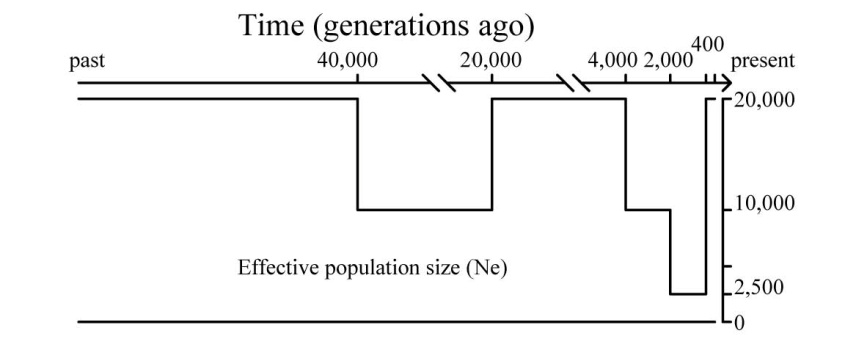 Time (generations ago)
400
past 40,000 20,000 4,000 2,000 present
20,000
10,000
Effective population size (Ne)
2,500
0